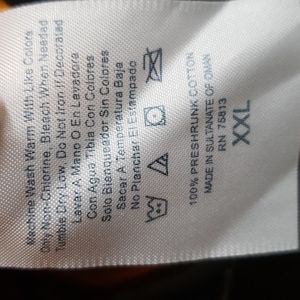 Machine Wash Warm With Like Colors
Only Non-Chlorine, Bleach When Needed
Tumble Dry Low, Do Not Iron If Decorated
Lavar A Mano O En Lavadora
Con Agua Tibia Con Colores
Solo Blanqueador Sin Colores
Sacar A Temperatura Baja
No Planchar El Estampado
100% PRESHRUNK COTTON
MADE IN SULTANATE OF OMAN
RN 75813
XXL